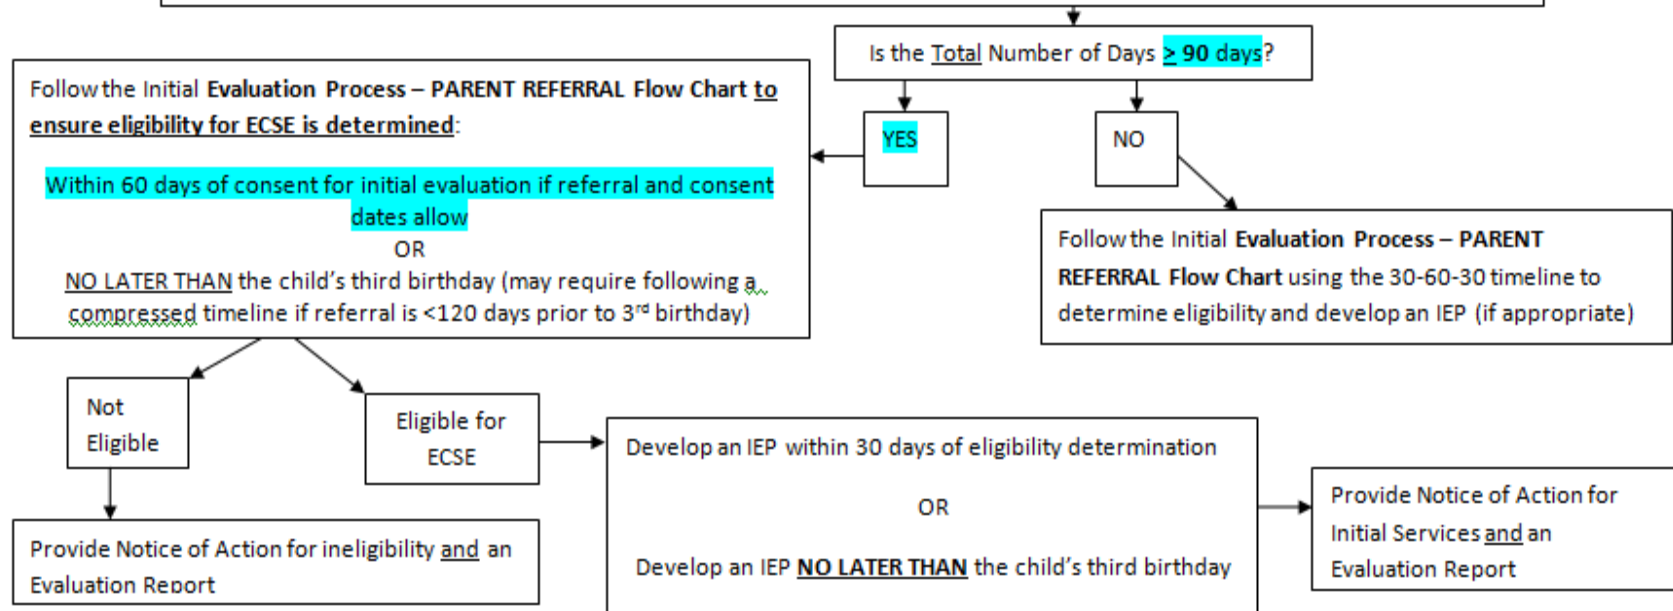 Is the Total Number of Days ≥ 90 days?
Follow the Initial Evaluation Process – PARENT REFERRAL Flow Chart to
ensure eligibility for ECSE is determined:
Within 60 days of consent for initial evaluation if referral and consent
dates allow
OR
NO LATER THAN the child's third birthday (may require following a
compressed timeline if referral is <120 days prior to 3rd birthday)
YES
NO
Follow the Initial Evaluation Process – PARENT
REFERRAL Flow Chart using the 30-60-30 timeline to
determine eligibility and develop an IEP (if appropriate)
Not
Eligible
Eligible for
ECSE
Develop an IEP within 30 days of eligibility determination
OR
Develop an IEP NO LATER THAN the child's third birthday
Provide Notice of Action for
Initial Services and an
Evaluation Report
Provide Notice of Action for ineligibility and an
Evaluation Report